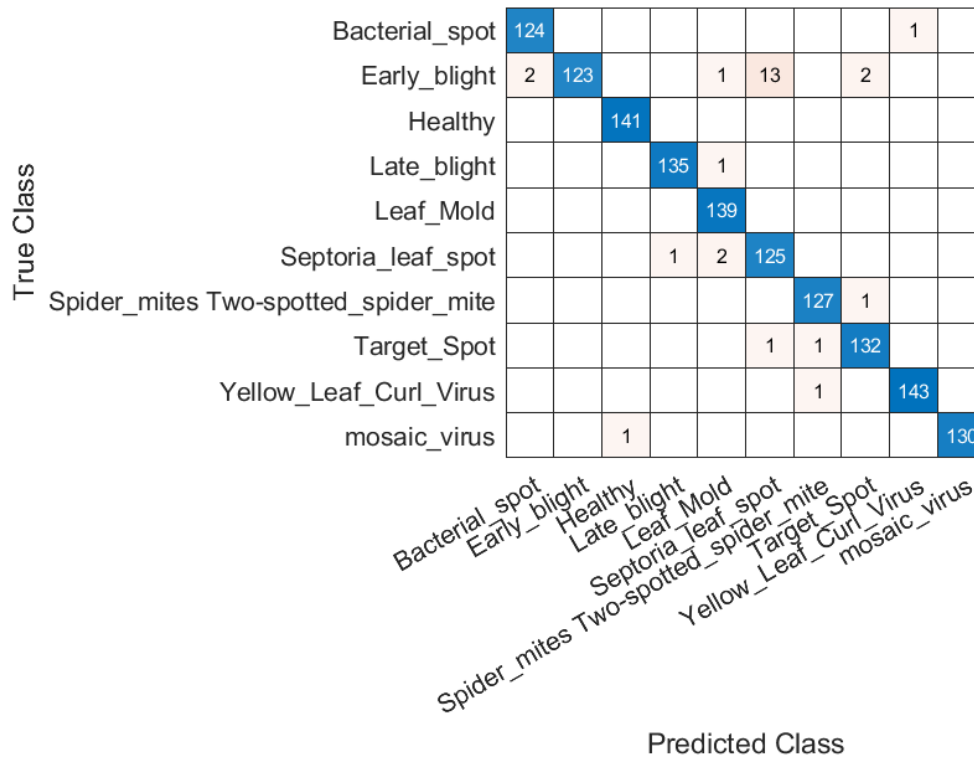 True Class
Bacterial_spot 124 1
Early_blight 2 123 1 13 2
Healthy 141
Late_blight 135 1
Leaf_Mold 139
Septoria_leaf_spot 1 2 125
Spider_mites Two-spotted_spider_mite 127 1
Target_Spot 1 1 132
Yellow_Leaf_Curl_Virus 1 143
mosaic_virus 1 130
Bacterial_spot
Early_blight
Healthy
Late_blight
Leaf_Mold
Septoria_leaf_spot
Spider_mites Two-spotted_spider_mite
Target_Spot
Yellow_Leaf_Curl_Virus
mosaic_virus
Predicted Class